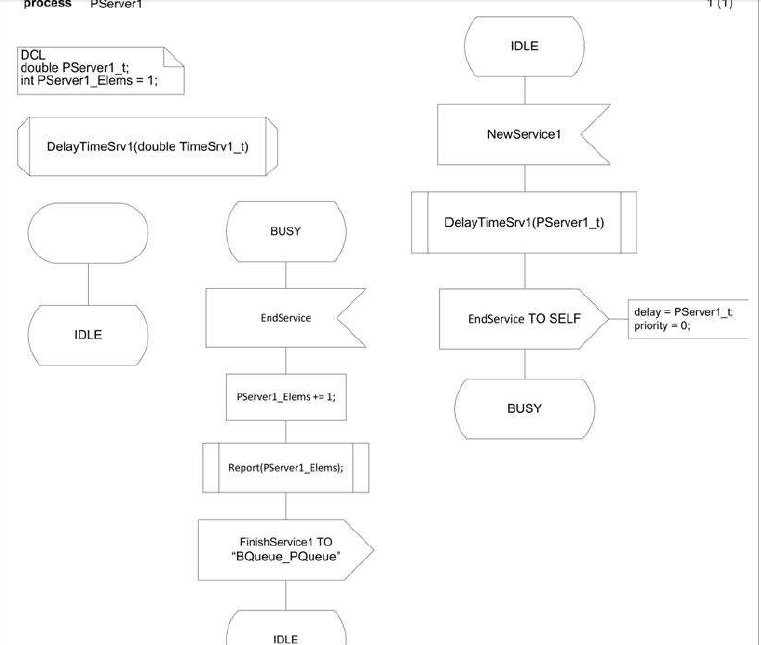 process PServer1
1 (1)
DCL
double PServer1_t;
int PServer1_Elems = 1;
DelayTimeSrv1(double TimeSrv1_t)
IDLE
BUSY
EndService
PServer1_Elems += 1;
Report(PServer1_Elems);
FinishService1 TO
“BQueue_PQueue”
IDLE
IDLE
NewService1
DelayTimeSrv1(PServer1_t)
EndService TO SELF
delay = PServer1_t;
priority = 0;
BUSY